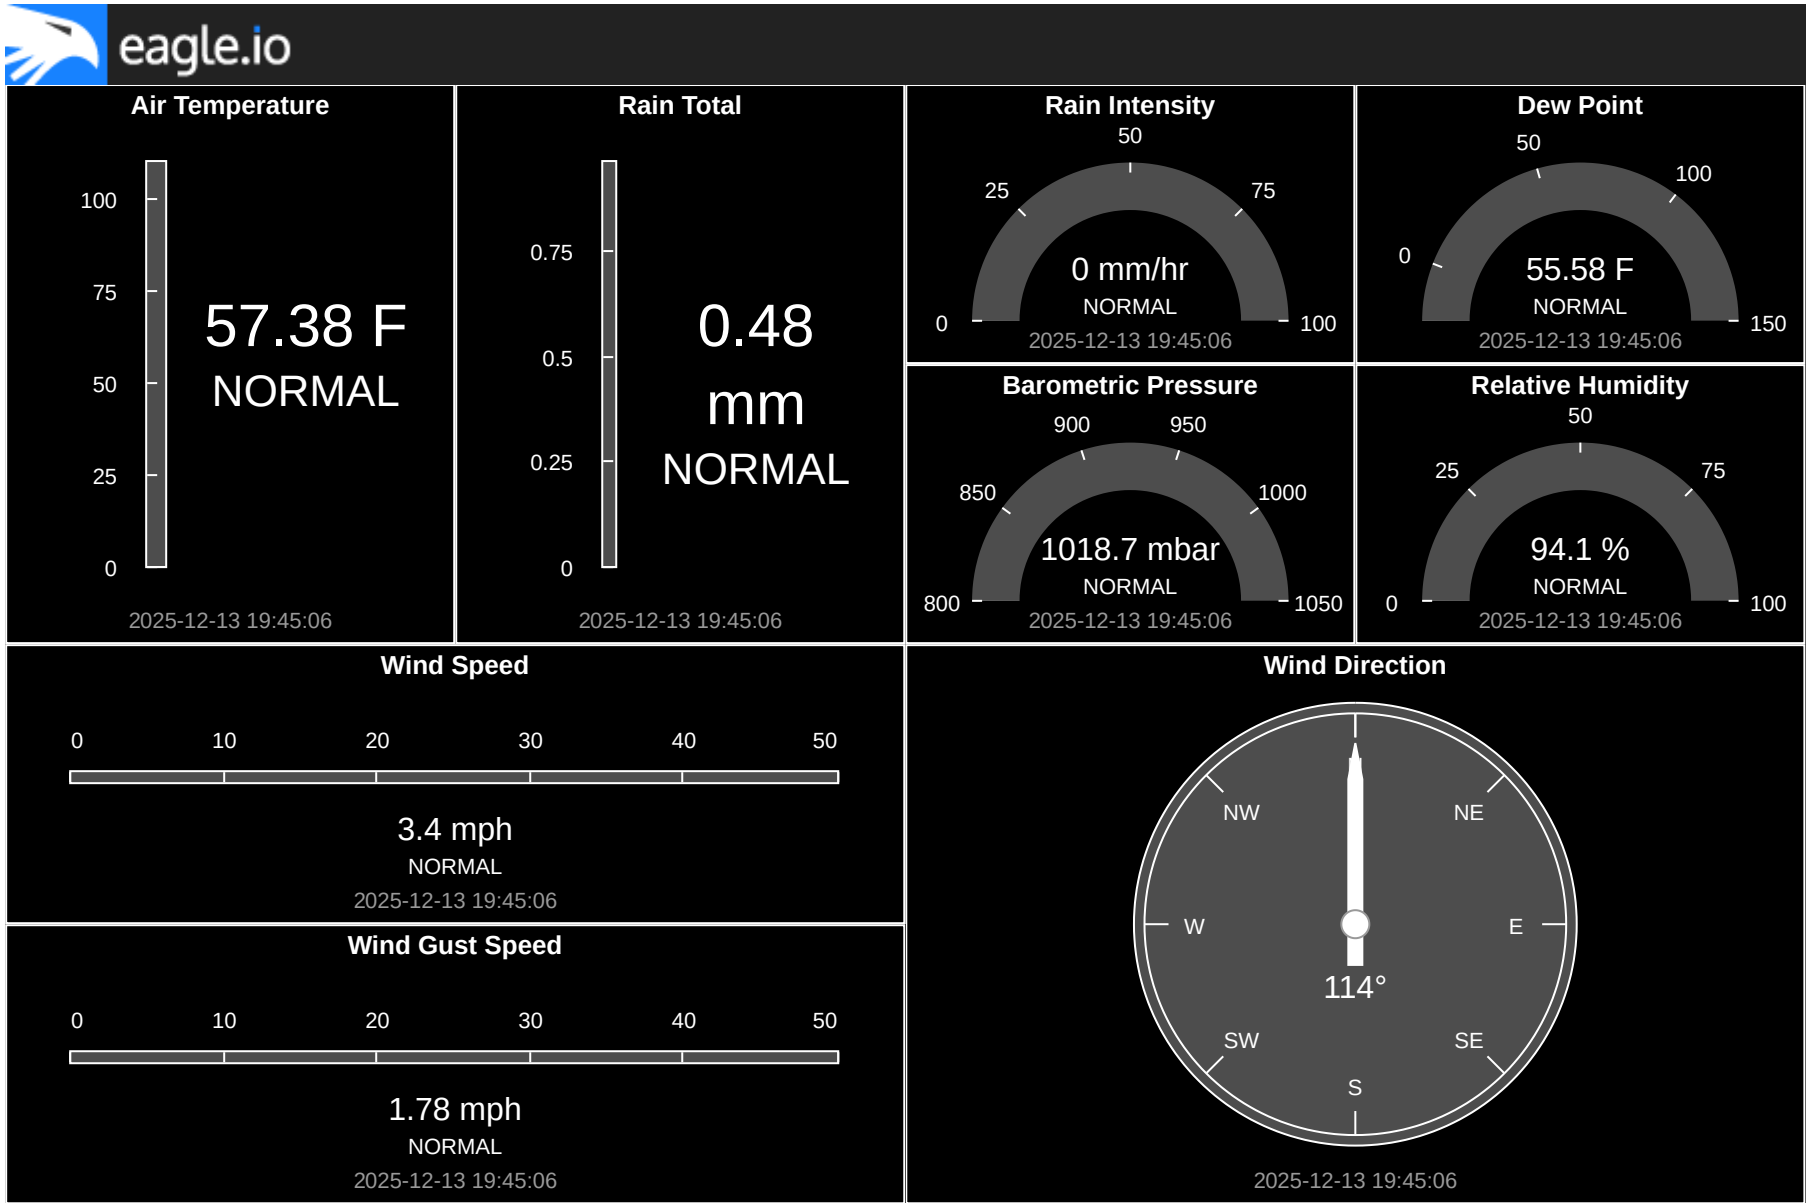 eagle.io
Air Temperature
100
75
50
25
0
57.38 F
NORMAL
2025-12-13 19:45:06
Rain Total
0.75
0.5
0.25
0
0.48
mm
NORMAL
2025-12-13 19:45:06
Rain Intensity
0
25
50
75
100
0 mm/hr
NORMAL
2025-12-13 19:45:06
Dew Point
0
50
100
150
55.58 F
NORMAL
2025-12-13 19:45:06
Barometric Pressure
800
850
900
950
1000
1050
1018.7 mbar
NORMAL
2025-12-13 19:45:06
Relative Humidity
0
25
50
75
100
94.1 %
NORMAL
2025-12-13 19:45:06
Wind Speed
0 10 20 30 40 50
3.4 mph
NORMAL
2025-12-13 19:45:06
Wind Gust Speed
0 10 20 30 40 50
1.78 mph
NORMAL
2025-12-13 19:45:06
Wind Direction
NW NE
W E
114°
SW SE
S
2025-12-13 19:45:06